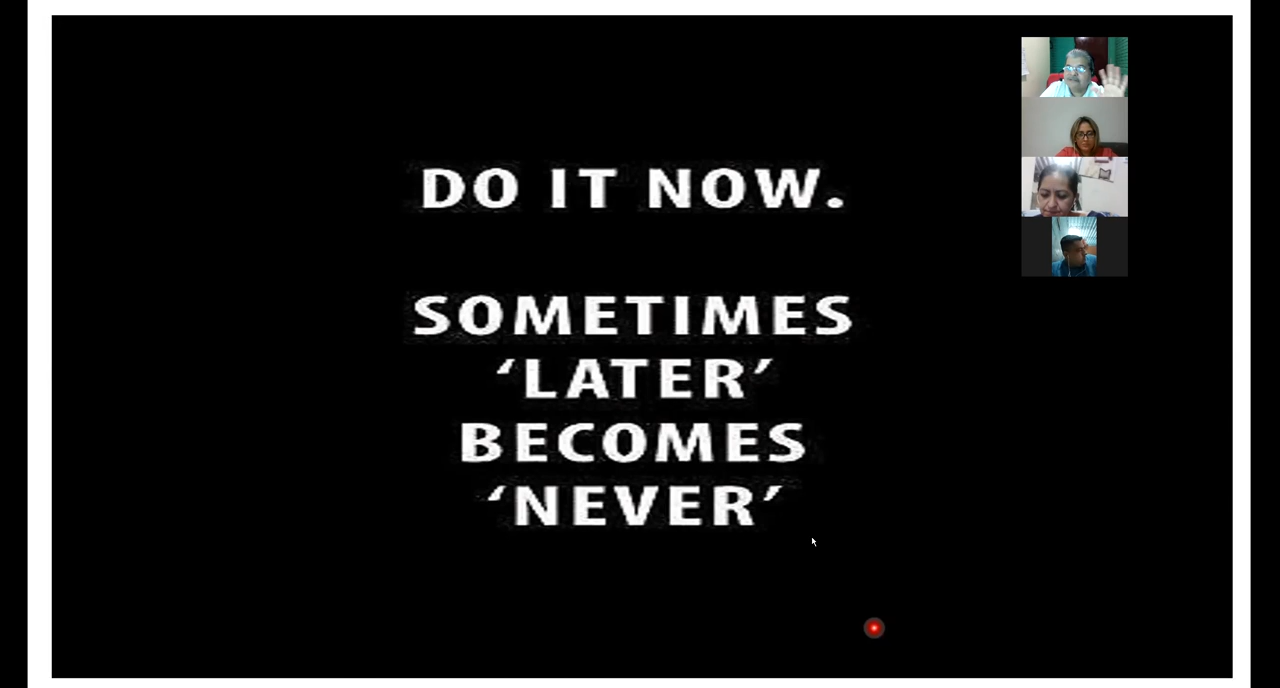 DO IT NOW.
SOMETIMES
‘LATER’
BECOMES
‘NEVER’